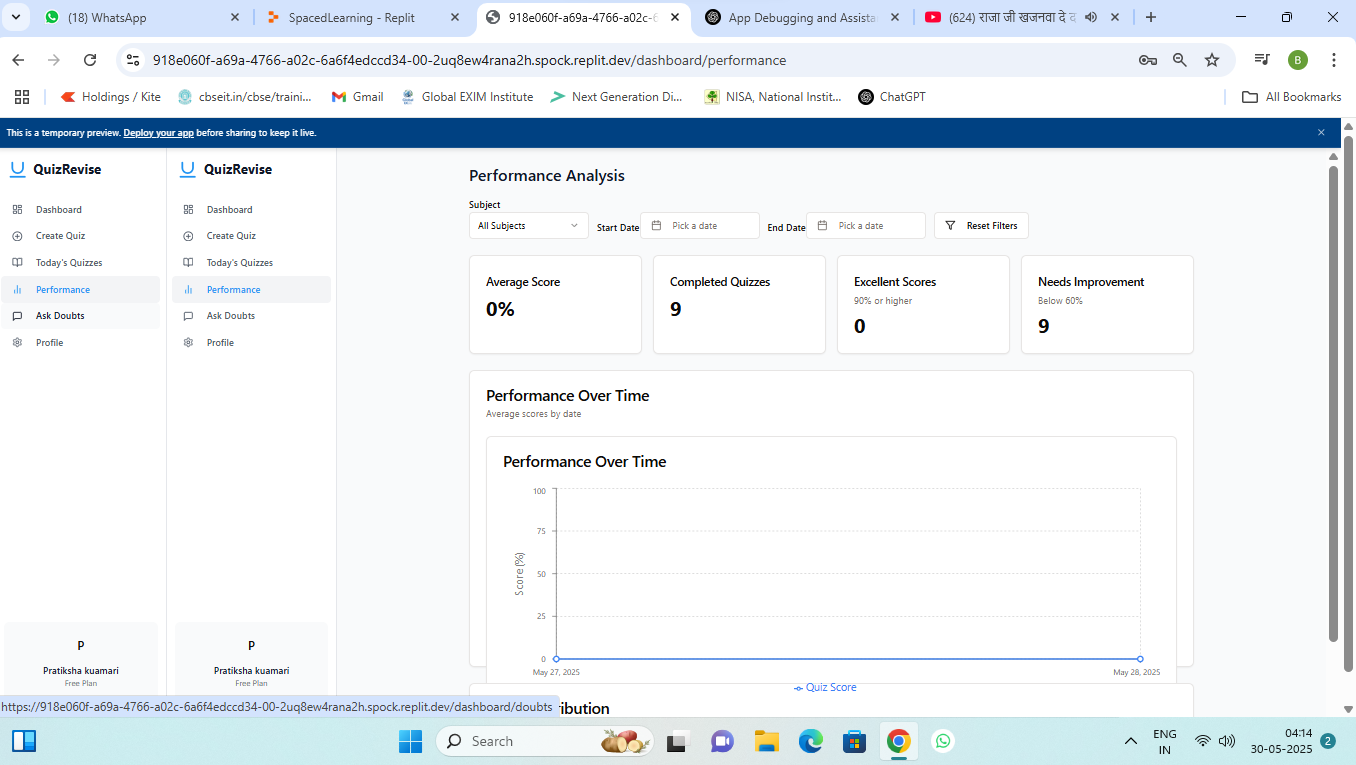 (18) WhatsApp
SpacedLearning - Replit
918e060f-a69a-4766-a02c-6
App Debugging and Assista
(624) राजा जी खजनवा दे द
918e060f-a69a-4766-a02c-6a6f4edccd34-00-2uq8ew4rana2h.spock.replit.dev/dashboard/performance
B
Holdings / Kite
cbseit.in/cbse/traini...
Gmail
Global EXIM Institute
Next Generation Di...
NISA, National Instit...
ChatGPT
All Bookmarks
This is a temporary preview. Deploy your app before sharing to keep it live.
QuizRevise
Dashboard
Create Quiz
Today's Quizzes
Performance
Ask Doubts
Profile
P
Pratiksha kuamari
Free Plan
QuizRevise
Dashboard
Create Quiz
Today's Quizzes
Performance
Ask Doubts
Profile
P
Pratiksha kuamari
Free Plan
Performance Analysis
Subject
All Subjects
Start Date
Pick a date
End Date
Pick a date
Reset Filters
Average Score
0%
Completed Quizzes
9
Excellent Scores
90% or higher
0
Needs Improvement
Below 60%
9
Performance Over Time
Average scores by date
Performance Over Time
Score (%)
100
75
50
25
0
May 27, 2025
May 28, 2025
Quiz Score
ribution
https://918e060f-a69a-4766-a02c-6a6f4edccd34-00-2uq8ew4rana2h.spock.replit.dev/dashboard/doubts
Search
ENG
IN
04:14
30-05-2025
2